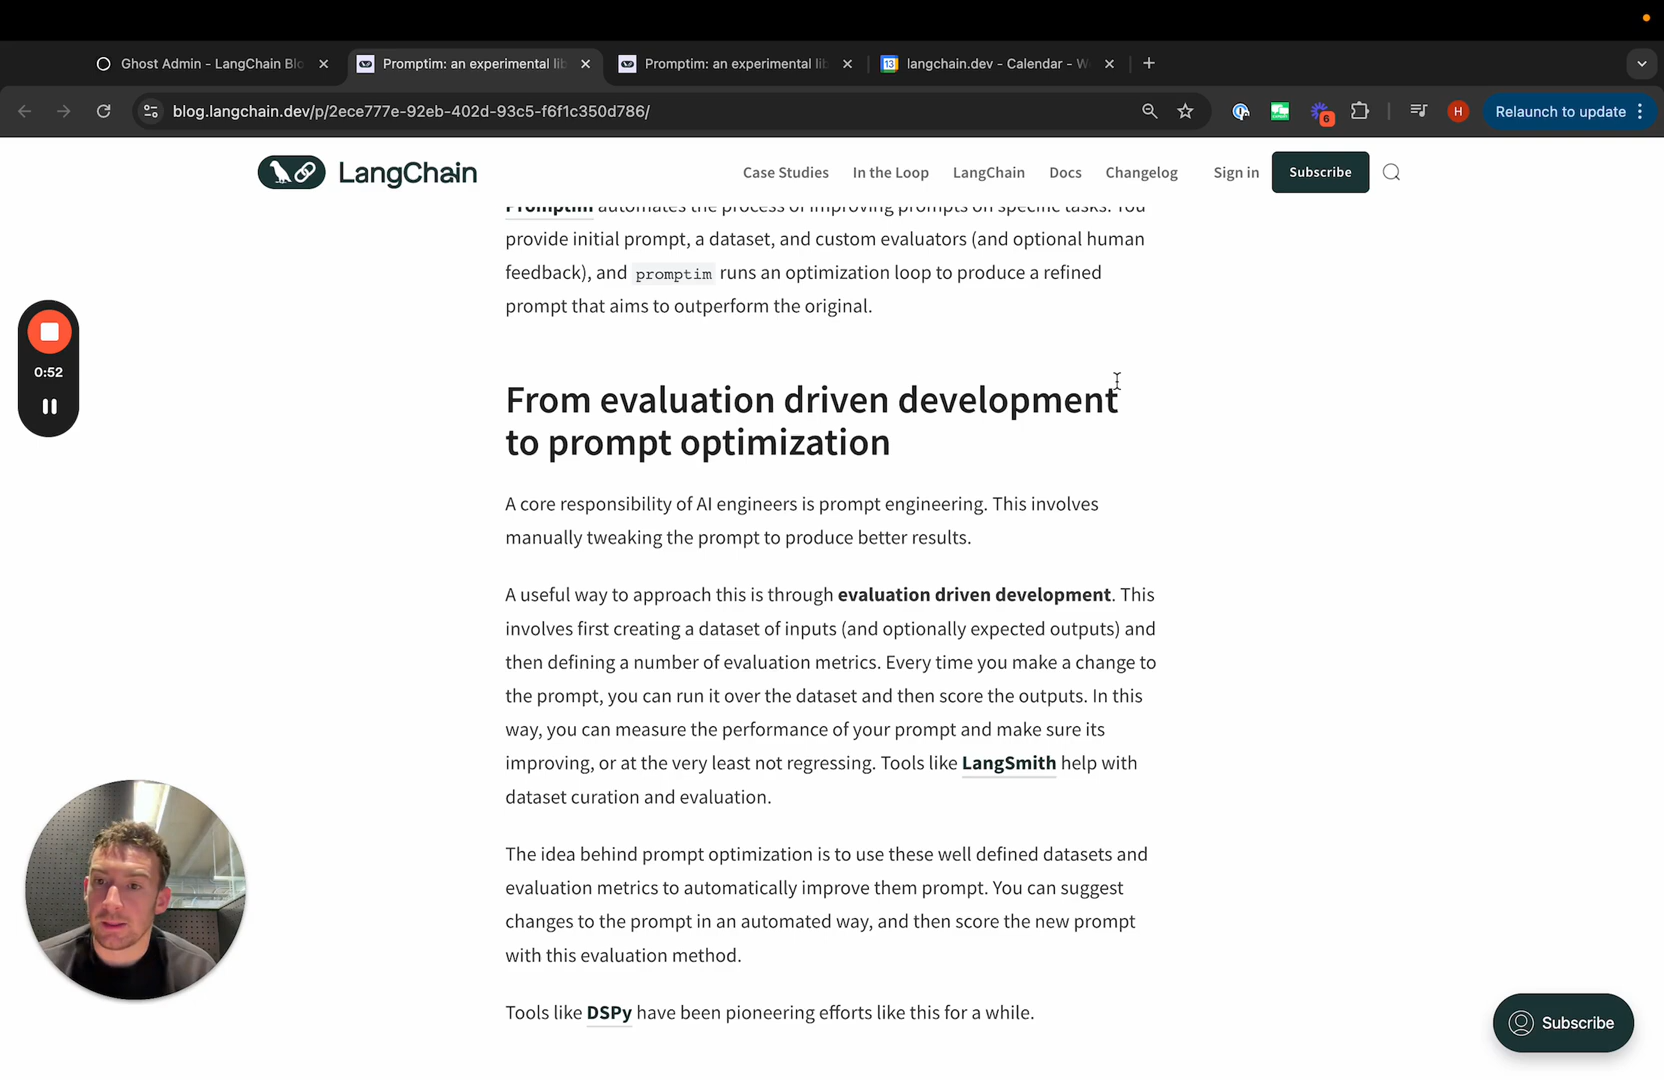 Ghost Admin - LangChain Blo
Promptim: an experimental lib
Promptim: an experimental lib
13
langchain.dev - Calendar - W
blog.langchain.dev/p/2ece777e-92eb-402d-93c5-f6f1c350d786/
6
H
Relaunch to update
LangChain
Case Studies
In the Loop
LangChain
Docs
Changelog
Sign in
Subscribe
Promptim automates the process of improving prompts on specific tasks. You
provide initial prompt, a dataset, and custom evaluators (and optional human
feedback), and promptim runs an optimization loop to produce a refined
prompt that aims to outperform the original.
0:52
From evaluation driven development
to prompt optimization
A core responsibility of AI engineers is prompt engineering. This involves
manually tweaking the prompt to produce better results.
A useful way to approach this is through evaluation driven development. This
involves first creating a dataset of inputs (and optionally expected outputs) and
then defining a number of evaluation metrics. Every time you make a change to
the prompt, you can run it over the dataset and then score the outputs. In this
way, you can measure the performance of your prompt and make sure its
improving, or at the very least not regressing. Tools like LangSmith help with
dataset curation and evaluation.
The idea behind prompt optimization is to use these well defined datasets and
evaluation metrics to automatically improve them prompt. You can suggest
changes to the prompt in an automated way, and then score the new prompt
with this evaluation method.
Tools like DSPy have been pioneering efforts like this for a while.
Subscribe